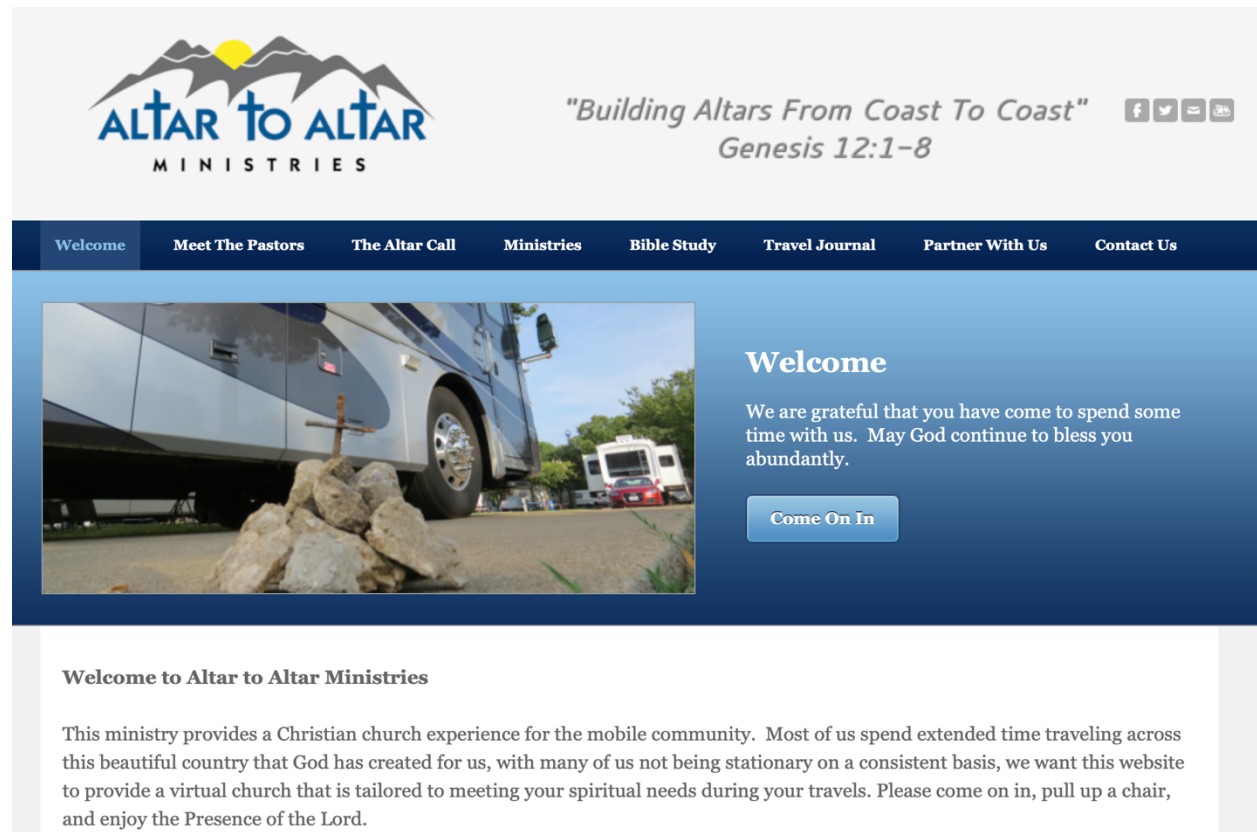 ALTAR TO ALTAR
MINISTRIES
"Building Altars From Coast To Coast"
Genesis 12:1-8
Welcome
Meet The Pastors
The Altar Call
Ministries
Bible Study
Travel Journal
Partner With Us
Contact Us
Welcome
We are grateful that you have come to spend some
time with us.  May God continue to bless you
abundantly.
Come On In
Welcome to Altar to Altar Ministries
This ministry provides a Christian church experience for the mobile community.  Most of us spend extended time traveling across
this beautiful country that God has created for us, with many of us not being stationary on a consistent basis, we want this website
to provide a virtual church that is tailored to meeting your spiritual needs during your travels. Please come on in, pull up a chair,
and enjoy the Presence of the Lord.